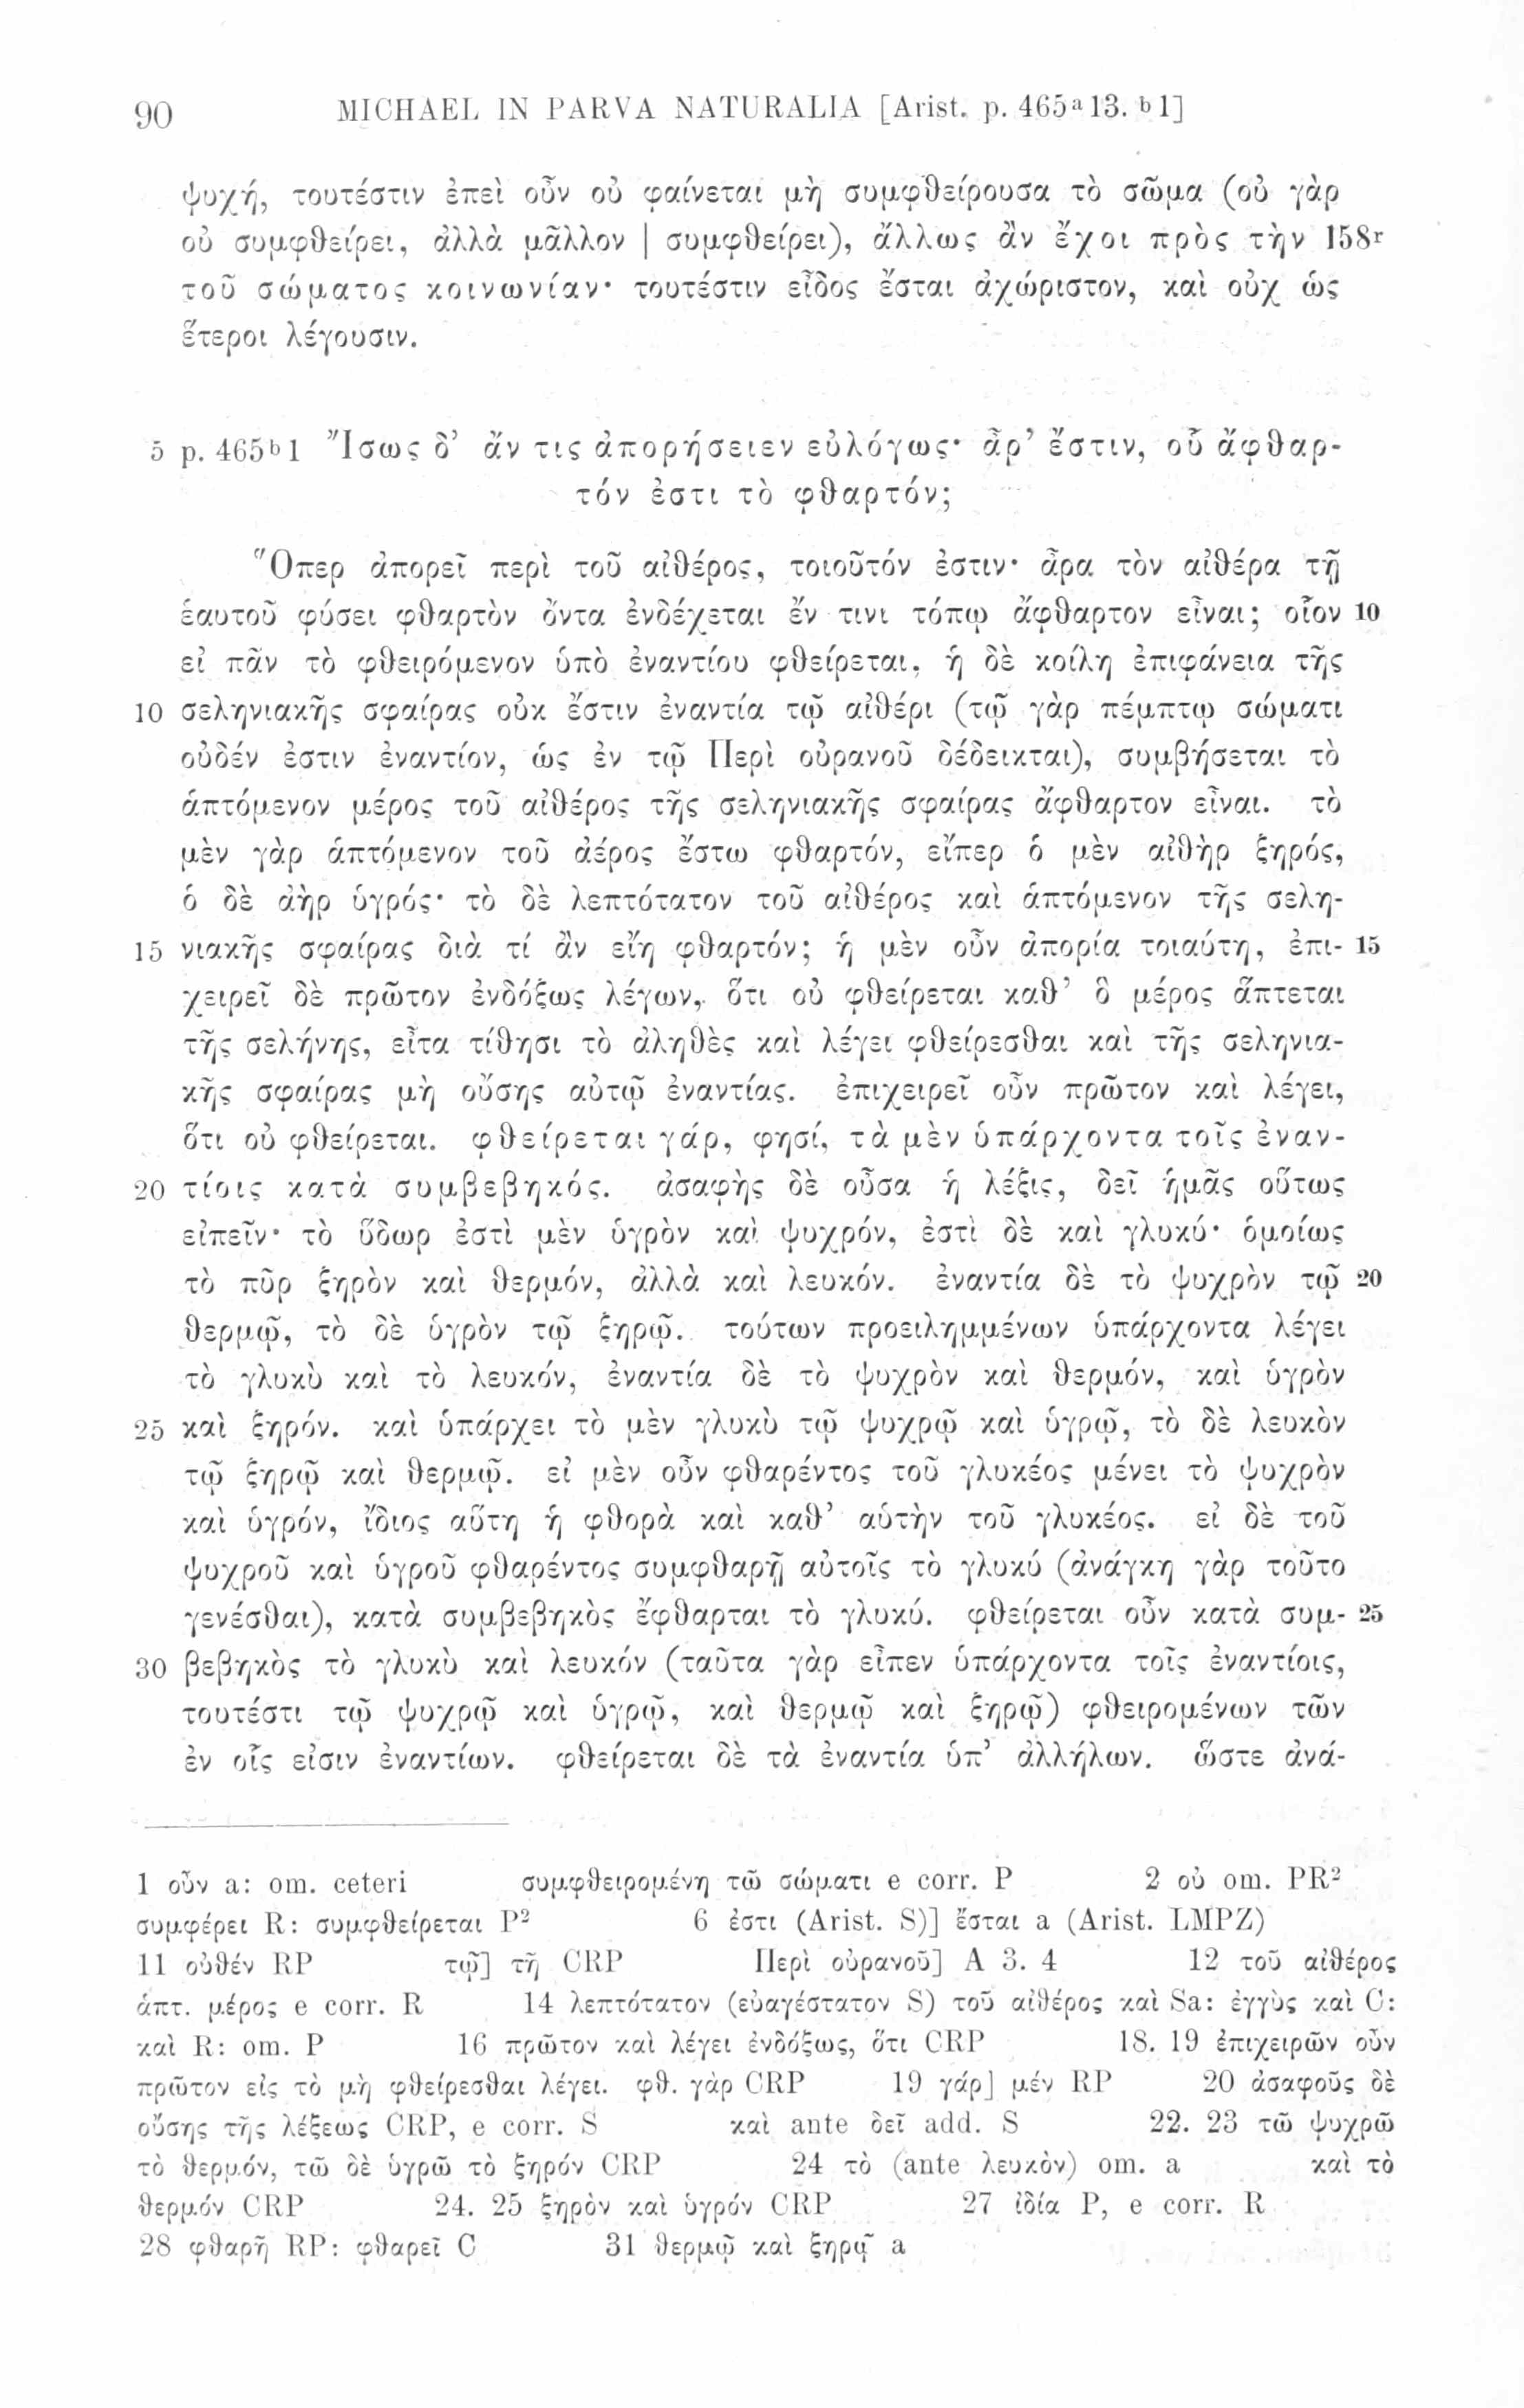 90 MICHAEL IN PARVA NATURALIA [Arist. p. 465ᵃ13. ᵇ1]
ψυχή, τουτέστιν ἐπεὶ οὖν οὐ φαίνεται μὴ συμφθείρουσα τὸ σῶμα (οὐ γὰρ
οὐ συμφθείρει, ἀλλὰ μᾶλλον | συμφθείρει), ἄλλως ἂν ἔχοι πρὸς τὴν 158ʳ
τοῦ σώματος κοινωνίαν· τουτέστιν εἶδος ἔσται ἀχώριστον, καὶ οὐχ ὡς
ἕτεροι λέγουσιν.
5 p. 465ᵇ1 Ἴσως δ’ ἄν τις ἀπορήσειεν εὐλόγως· ἆρ’ ἔστιν, οὗ ἄφθαρ-
τόν ἐστι τὸ φθαρτόν;
Ὅπερ ἀπορεῖ περὶ τοῦ αἰθέρος, τοιοῦτόν ἐστιν· ἆρα τὸν αἰθέρα τῇ
ἑαυτοῦ φύσει φθαρτὸν ὄντα ἐνδέχεται ἔν τινι τόπῳ ἄφθαρτον εἶναι; οἷον 10
εἰ πᾶν τὸ φθειρόμενον ὑπὸ ἐναντίου φθείρεται, ἡ δὲ κοίλη ἐπιφάνεια τῆς
10 σεληνιακῆς σφαίρας οὐκ ἔστιν ἐναντία τῷ αἰθέρι (τῷ γὰρ πέμπτῳ σώματι
οὐδέν ἐστιν ἐναντίον, ὡς ἐν τῷ Περὶ οὐρανοῦ δέδεικται), συμβήσεται τὸ
ἁπτόμενον μέρος τοῦ αἰθέρος τῆς σεληνιακῆς σφαίρας ἄφθαρτον εἶναι. τὸ
μὲν γὰρ ἁπτόμενον τοῦ ἀέρος ἔστω φθαρτόν, εἴπερ ὁ μὲν αἰθὴρ ξηρός,
ὁ δὲ ἀὴρ ὑγρός· τὸ δὲ λεπτότατον τοῦ αἰθέρος καὶ ἁπτόμενον τῆς σελη-
15 νιακῆς σφαίρας διὰ τί ἂν εἴη φθαρτόν; ἡ μὲν οὖν ἀπορία τοιαύτη, ἐπι- 15
χειρεῖ δὲ πρῶτον ἐνδόξως λέγων, ὅτι οὐ φθείρεται καθ’ ὃ μέρος ἅπτεται
τῆς σελήνης, εἶτα τίθησι τὸ ἀληθὲς καὶ λέγει φθείρεσθαι καὶ τῆς σεληνια-
κῆς σφαίρας μὴ οὔσης αὐτῷ ἐναντίας. ἐπιχειρεῖ οὖν πρῶτον καὶ λέγει,
ὅτι οὐ φθείρεται. φθείρεται γάρ, φησί, τὰ μὲν ὑπάρχοντα τοῖς ἐναν-
20 τίοις κατὰ συμβεβηκός. ἀσαφὴς δὲ οὖσα ἡ λέξις, δεῖ ἡμᾶς οὕτως
εἰπεῖν· τὸ ὕδωρ ἐστὶ μὲν ὑγρὸν καὶ ψυχρόν, ἐστὶ δὲ καὶ γλυκύ· ὁμοίως
τὸ πῦρ ξηρὸν καὶ θερμόν, ἀλλὰ καὶ λευκόν. ἐναντία δὲ τὸ ψυχρὸν τῷ 20
θερμῷ, τὸ δὲ ὑγρὸν τῷ ξηρῷ. τούτων προειλημμένων ὑπάρχοντα λέγει
τὸ γλυκὺ καὶ τὸ λευκόν, ἐναντία δὲ τὸ ψυχρὸν καὶ θερμόν, καὶ ὑγρὸν
25 καὶ ξηρόν. καὶ ὑπάρχει τὸ μὲν γλυκὺ τῷ ψυχρῷ καὶ ὑγρῷ, τὸ δὲ λευκὸν
τῷ ξηρῷ καὶ θερμῷ. εἰ μὲν οὖν φθαρέντος τοῦ γλυκέος μένει τὸ ψυχρὸν
καὶ ὑγρόν, ἴδιος αὕτη ἡ φθορὰ καὶ καθ’ αὑτὴν τοῦ γλυκέος. εἰ δὲ τοῦ
ψυχροῦ καὶ ὑγροῦ φθαρέντος συμφθαρῇ αὐτοῖς τὸ γλυκύ (ἀνάγκη γὰρ τοῦτο
γενέσθαι), κατὰ συμβεβηκὸς ἔφθαρται τὸ γλυκύ. φθείρεται οὖν κατὰ συμ- 25
30 βεβηκὸς τὸ γλυκὺ καὶ λευκόν (ταῦτα γὰρ εἶπεν ὑπάρχοντα τοῖς ἐναντίοις,
τουτέστι τῷ ψυχρῷ καὶ ὑγρῷ, καὶ θερμῷ καὶ ξηρῷ) φθειρομένων τῶν
ἐν οἷς εἰσιν ἐναντίων. φθείρεται δὲ τὰ ἐναντία ὑπ’ ἀλλήλων. ὥστε ἀνά-
1 οὖν a: om. ceteri συμφθειρομένη τῶ σώματι e corr. P 2 οὐ om. PR²
συμφέρει R: συμφθείρεται P² 6 ἐστι (Arist. S)] ἔσται a (Arist. LMPZ)
11 οὐθέν RP τῷ] τῆ CRP Περὶ οὐρανοῦ] A 3. 4 12 τοῦ αἰθέρος
ἁπτ. μέρος e corr. R 14 λεπτότατον (εὐαγέστατον S) τοῦ αἰθέρος καὶ Sa: ἐγγὺς καὶ C:
καὶ R: om. P 16 πρῶτον καὶ λέγει ἐνδόξως, ὅτι CRP 18. 19 ἐπιχειρῶν οὖν
πρῶτον εἰς τὸ μὴ φθείρεσθαι λέγει. φθ. γὰρ CRP 19 γάρ] μέν RP 20 ἀσαφοῦς δὲ
οὔσης τῆς λέξεως CRP, e corr. S καὶ ante δεῖ add. S 22. 23 τῶ ψυχρῶ
τὸ θερμόν, τῶ δὲ ὑγρῶ τὸ ξηρόν CRP 24 τὸ (ante λευκὸν) om. a καὶ τὸ
θερμόν CRP 24. 25 ξηρὸν καὶ ὑγρόν CRP 27 ἰδία P, e corr. R
28 φθαρῆ RP: φθαρεῖ C 31 θερμῷ καὶ ξηρᾷ a